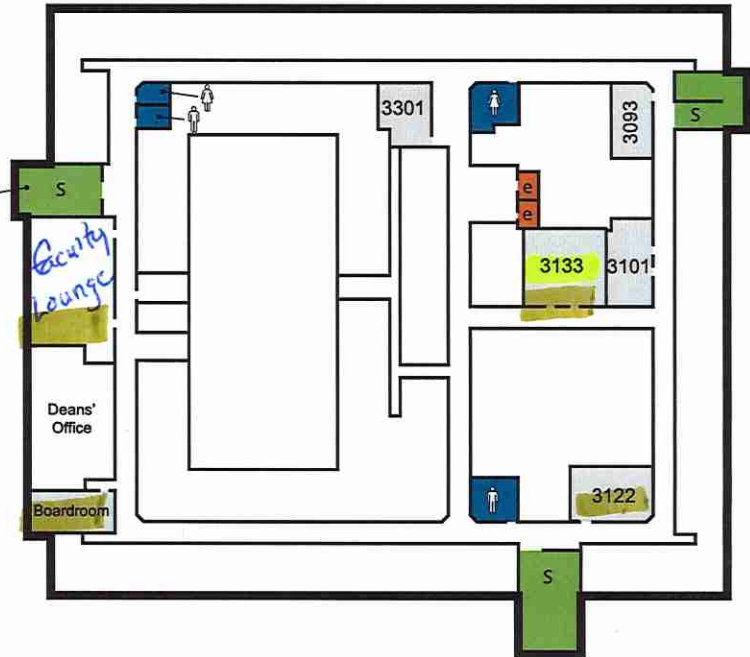 3301
3093
S
S
e
e
Faculty
Lounge
3133
3101
Deans'
Office
3122
Boardroom
S